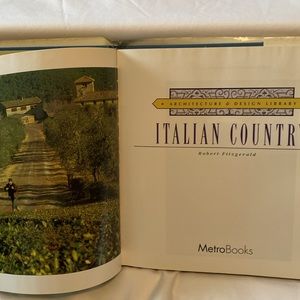 ARCHITECTURE & DESIGN LIBRARY
ITALIAN COUNTR
Robert Fitzgerald
MetroBooks